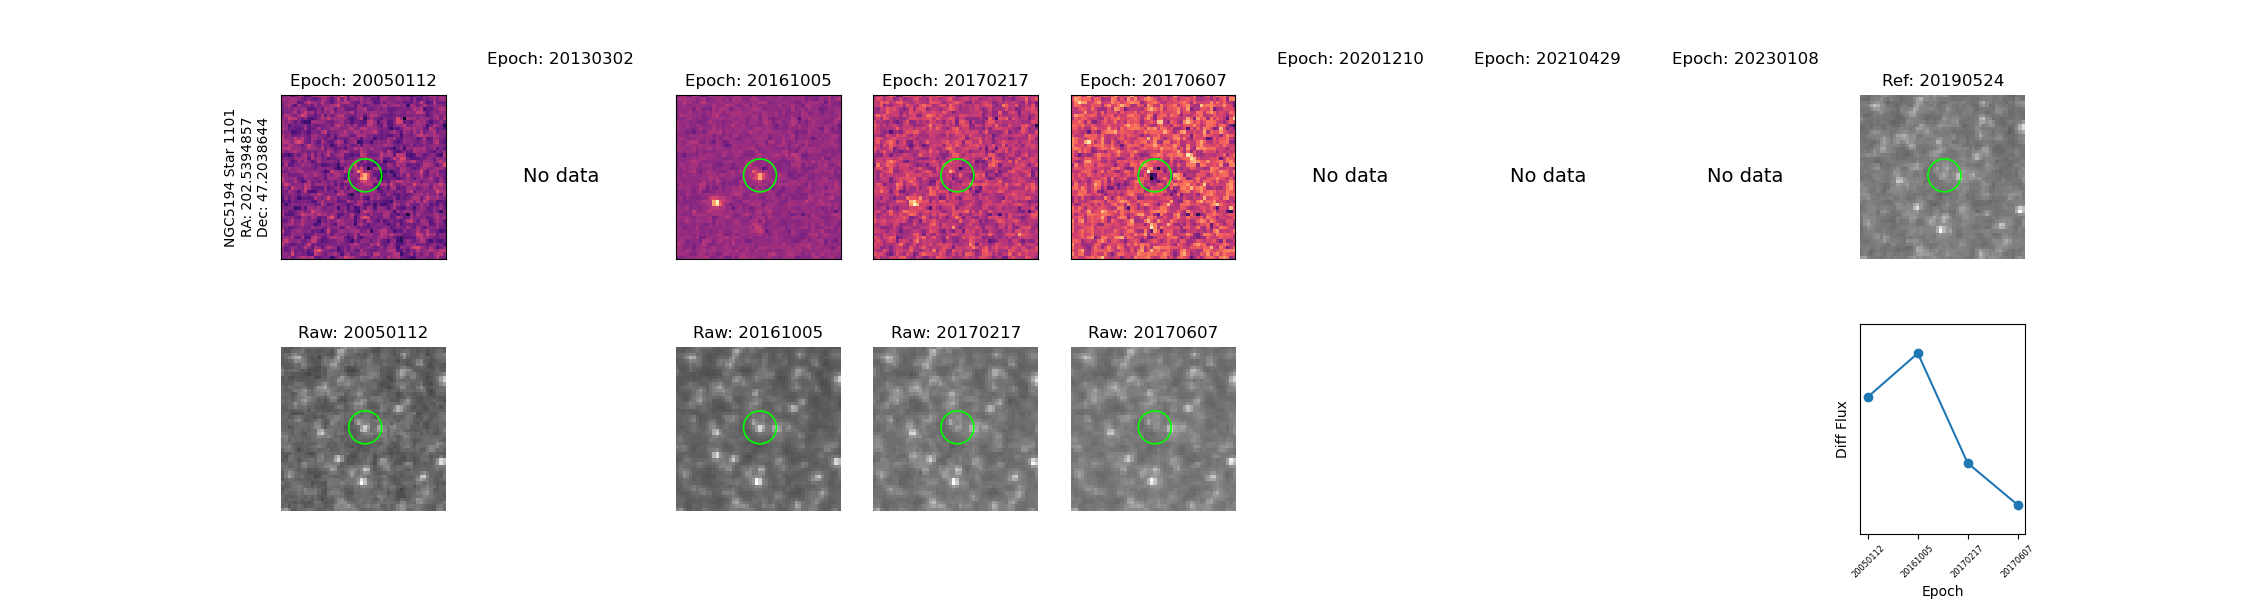 NGC5194 Star 1101
RA: 202.5394857
Dec: 47.2038644
Epoch: 20050112
Epoch: 20130302
No data
Epoch: 20161005
Epoch: 20170217
Epoch: 20170607
Epoch: 20201210
No data
Epoch: 20210429
No data
Epoch: 20230108
No data
Ref: 20190524
Raw: 20050112
Raw: 20161005
Raw: 20170217
Raw: 20170607
Diff Flux
20050112
20161005
20170217
20170607
Epoch